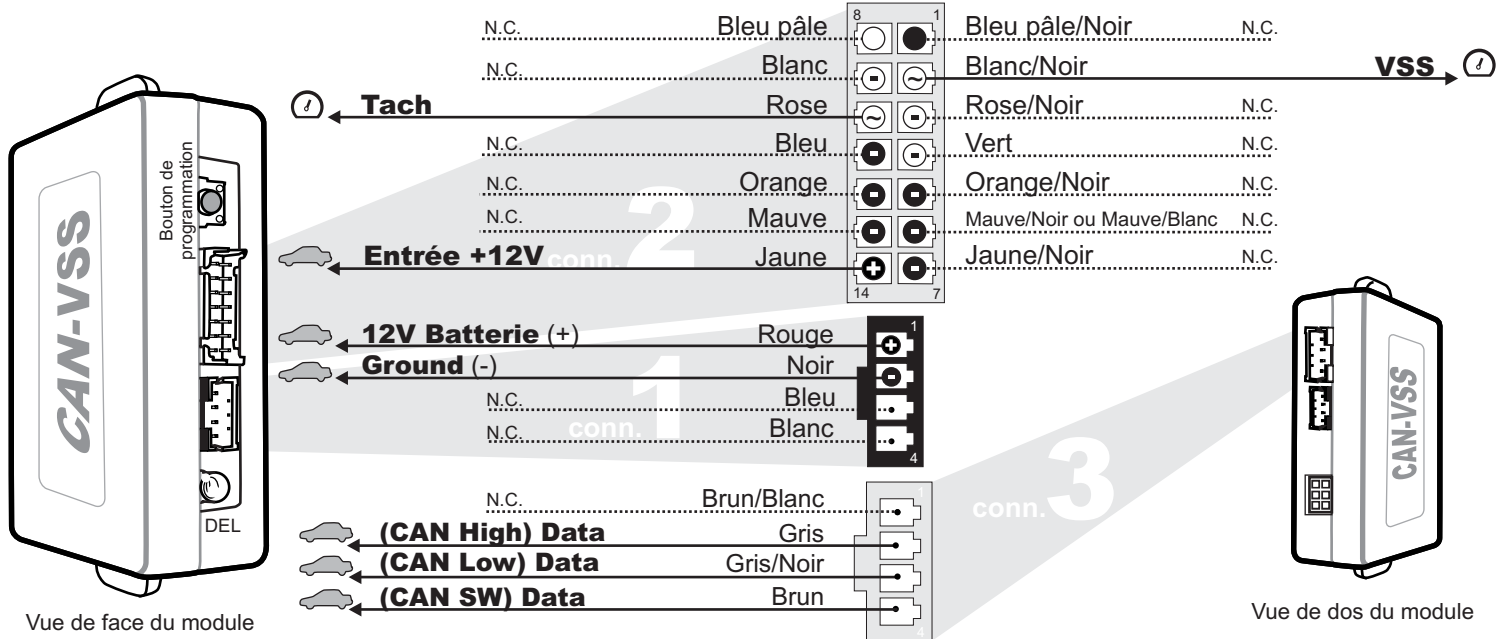 8 1
N.C. Bleu pâle Bleu pâle/Noir N.C.
N.C. Blanc Blanc/Noir VSS
Tach Rose Rose/Noir N.C.
N.C. Bleu Vert N.C.
N.C. Orange Orange/Noir N.C.
N.C. Mauve Mauve/Noir ou Mauve/Blanc N.C.
Entrée +12V Jaune Jaune/Noir N.C.
14 7
conn. 2
12V Batterie (+) Rouge 1
Ground (-) Noir
N.C. Bleu
N.C. Blanc
4
conn. 1
N.C. Brun/Blanc 1
(CAN High) Data Gris
(CAN Low) Data Gris/Noir
(CAN SW) Data Brun
4
conn. 3
CAN-VSS
Bouton de
programmation
DEL
Vue de face du module
CAN-VSS
Vue de dos du module